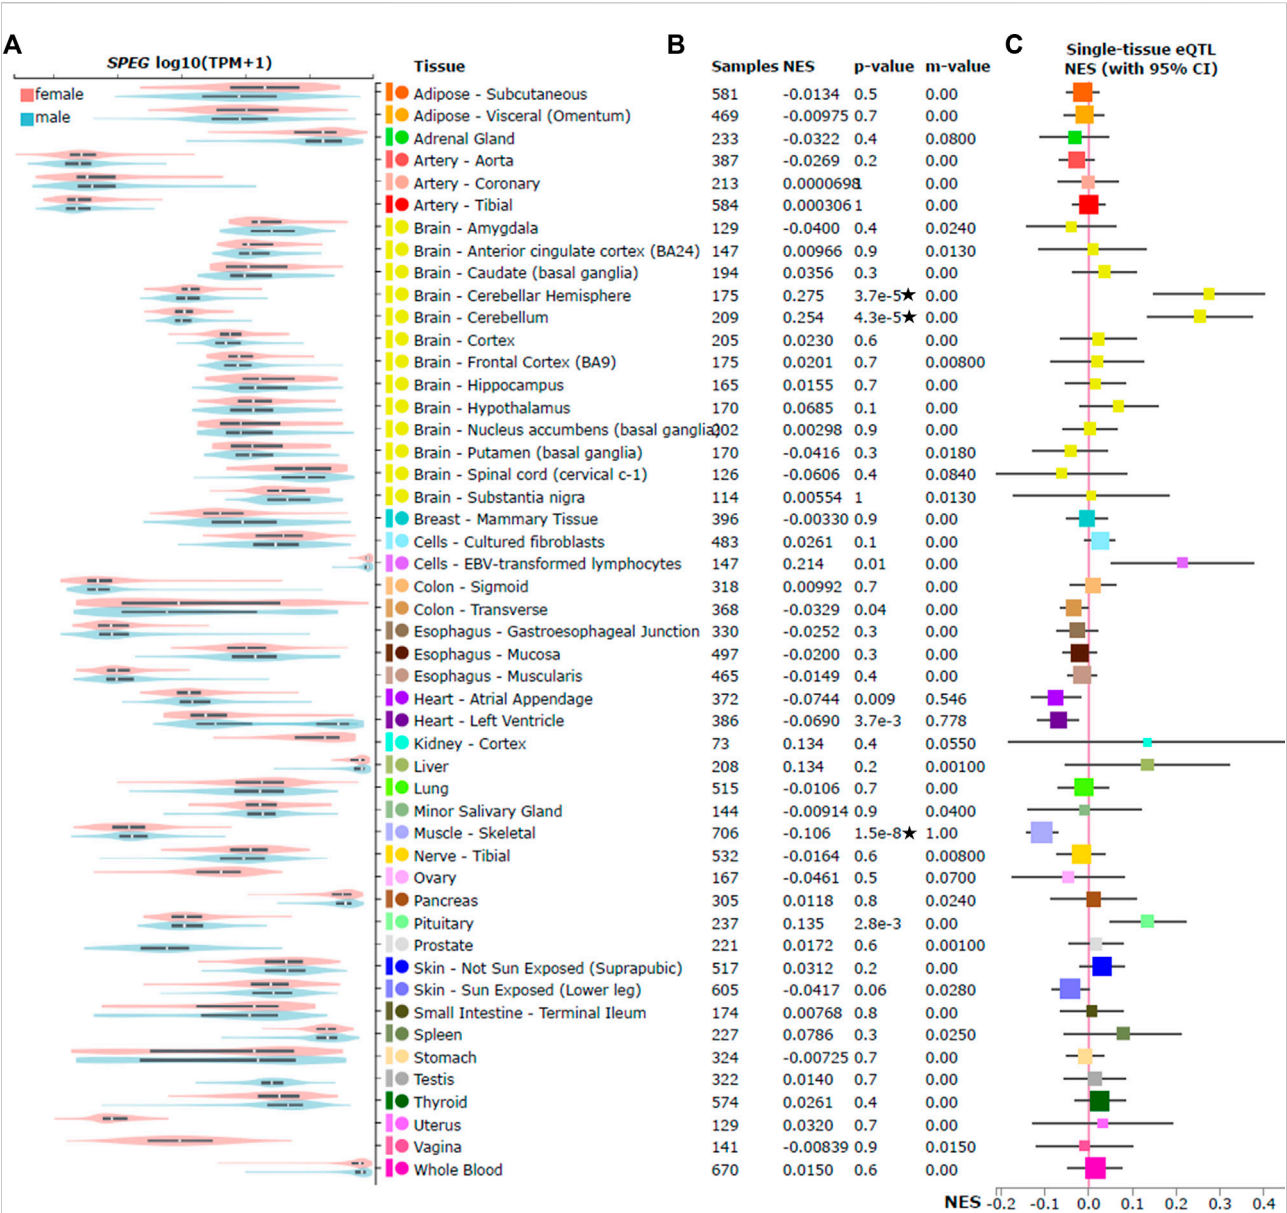 A B C
SPEG log10(TPM+1) Tissue Samples NES p-value m-value Single-tissue eQTL
NES (with 95% CI)
female
male
Adipose - Subcutaneous 581 -0.0134 0.5 0.00
Adipose - Visceral (Omentum) 469 -0.00975 0.7 0.00
Adrenal Gland 233 -0.0322 0.4 0.0800
Artery - Aorta 387 -0.0269 0.2 0.00
Artery - Coronary 213 0.0000698 1 0.00
Artery - Tibial 584 0.000306 1 0.00
Brain - Amygdala 129 -0.0400 0.4 0.0240
Brain - Anterior cingulate cortex (BA24) 147 0.00966 0.9 0.0130
Brain - Caudate (basal ganglia) 194 0.0356 0.3 0.00
Brain - Cerebellar Hemisphere 175 0.275 3.7e-5★ 0.00
Brain - Cerebellum 209 0.254 4.3e-5★ 0.00
Brain - Cortex 205 0.0230 0.6 0.00
Brain - Frontal Cortex (BA9) 175 0.0201 0.7 0.00800
Brain - Hippocampus 165 0.0155 0.7 0.00
Brain - Hypothalamus 170 0.0685 0.1 0.00
Brain - Nucleus accumbens (basal ganglia) 02 0.00298 0.9 0.00
Brain - Putamen (basal ganglia) 170 -0.0416 0.3 0.0180
Brain - Spinal cord (cervical c-1) 126 -0.0606 0.4 0.0840
Brain - Substantia nigra 114 0.00554 1 0.0130
Breast - Mammary Tissue 396 -0.00330 0.9 0.00
Cells - Cultured fibroblasts 483 0.0261 0.1 0.00
Cells - EBV-transformed lymphocytes 147 0.214 0.01 0.00
Colon - Sigmoid 318 0.00992 0.7 0.00
Colon - Transverse 368 -0.0329 0.04 0.00
Esophagus - Gastroesophageal Junction 330 -0.0252 0.3 0.00
Esophagus - Mucosa 497 -0.0200 0.3 0.00
Esophagus - Muscularis 465 -0.0149 0.4 0.00
Heart - Atrial Appendage 372 -0.0744 0.009 0.546
Heart - Left Ventricle 386 -0.0690 3.7e-3 0.778
Kidney - Cortex 73 0.134 0.4 0.0550
Liver 208 0.134 0.2 0.00100
Lung 515 -0.0106 0.7 0.00
Minor Salivary Gland 144 -0.00914 0.9 0.0400
Muscle - Skeletal 706 -0.106 1.5e-8★ 1.00
Nerve - Tibial 532 -0.0164 0.6 0.00800
Ovary 167 -0.0461 0.5 0.0700
Pancreas 305 0.0118 0.8 0.0240
Pituitary 237 0.135 2.8e-3 0.00
Prostate 221 0.0172 0.6 0.00100
Skin - Not Sun Exposed (Suprapubic) 517 0.0312 0.2 0.00
Skin - Sun Exposed (Lower leg) 605 -0.0417 0.06 0.0280
Small Intestine - Terminal Ileum 174 0.00768 0.8 0.00
Spleen 227 0.0786 0.3 0.0250
Stomach 324 -0.00725 0.7 0.00
Testis 322 0.0140 0.7 0.00
Thyroid 574 0.0261 0.4 0.00
Uterus 129 0.0320 0.7 0.00
Vagina 141 -0.00839 0.9 0.0150
Whole Blood 670 0.0150 0.6 0.00
NES -0.2 -0.1 0.0 0.1 0.2 0.3 0.4